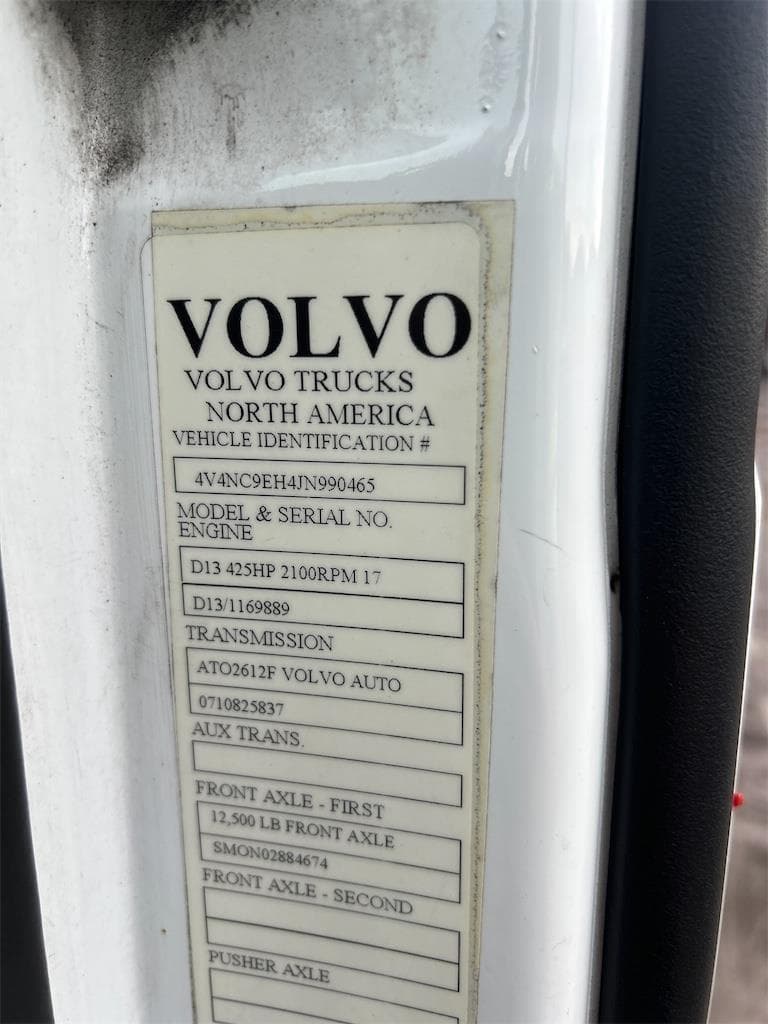 VOLVO
VOLVO TRUCKS
NORTH AMERICA
VEHICLE IDENTIFICATION #
4V4NC9EH4JN990465
MODEL & SERIAL NO.
ENGINE
D13 425HP 2100RPM 17
D13/1169889
TRANSMISSION
ATO2612F VOLVO AUTO
0710825837
AUX TRANS.
FRONT AXLE - FIRST
12,500 LB FRONT AXLE
SMON02884674
FRONT AXLE - SECOND
PUSHER AXLE